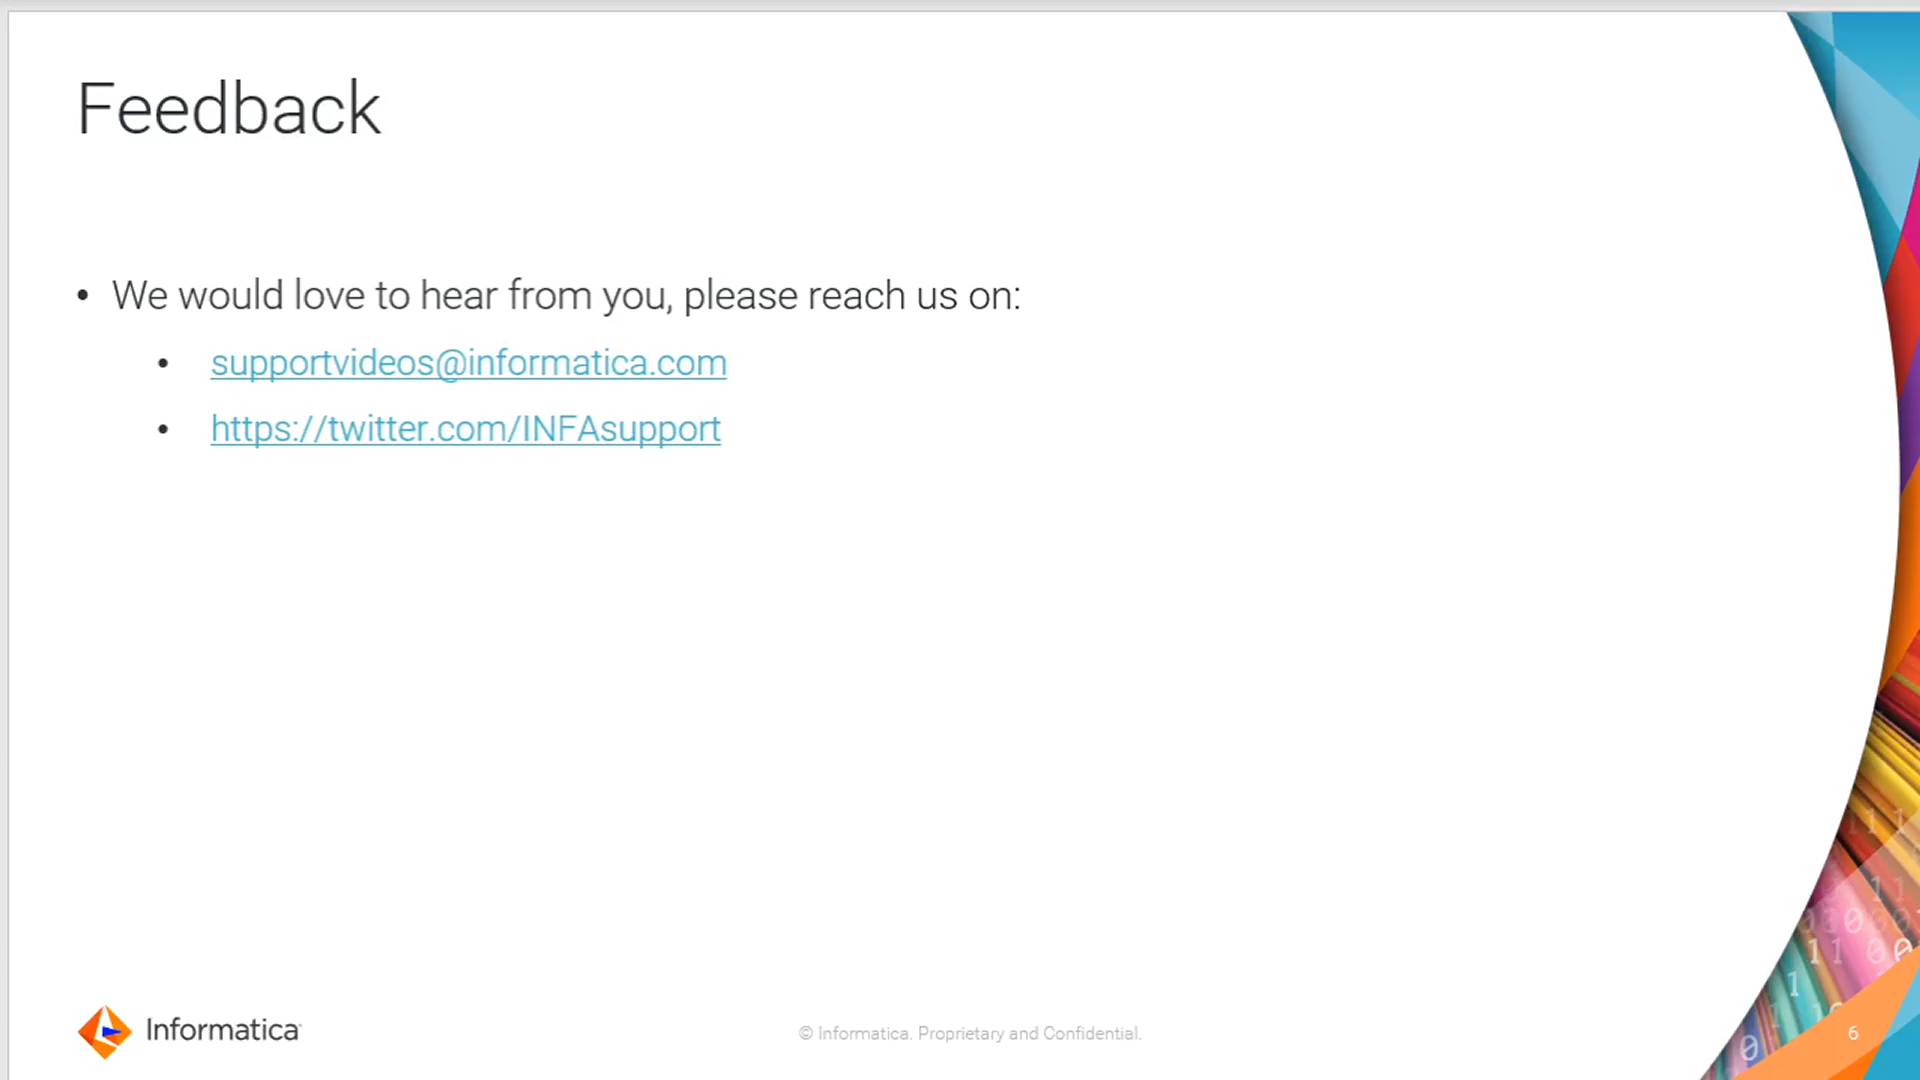 Feedback
• We would love to hear from you, please reach us on:
• supportvideos@informatica.com
• https://twitter.com/INFAsupport
Informatica
© Informatica. Proprietary and Confidential.
6